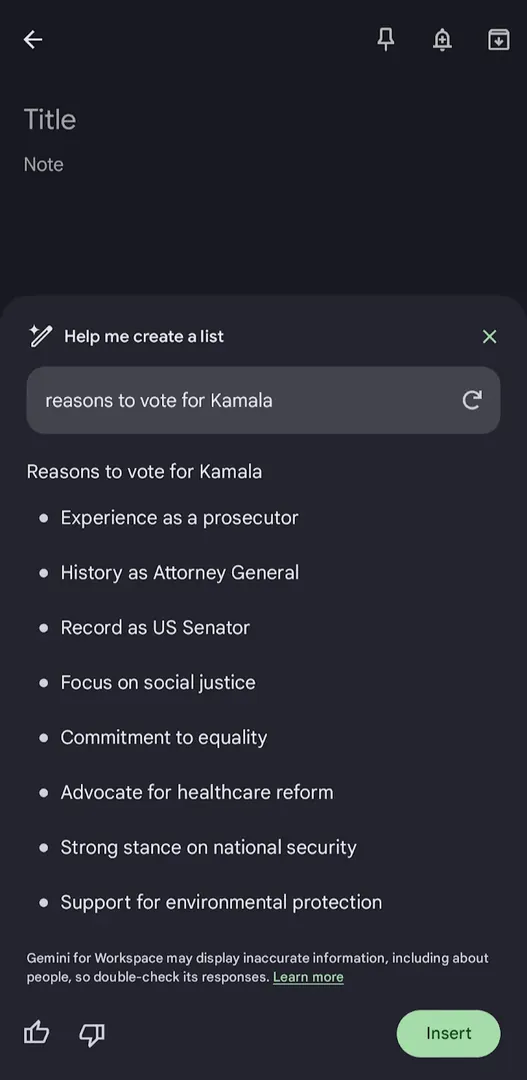 Title
Note
Help me create a list
reasons to vote for Kamala
Reasons to vote for Kamala
Experience as a prosecutor
History as Attorney General
Record as US Senator
Focus on social justice
Commitment to equality
Advocate for healthcare reform
Strong stance on national security
Support for environmental protection
Gemini for Workspace may display inaccurate information, including about
people, so double-check its responses. Learn more
Insert